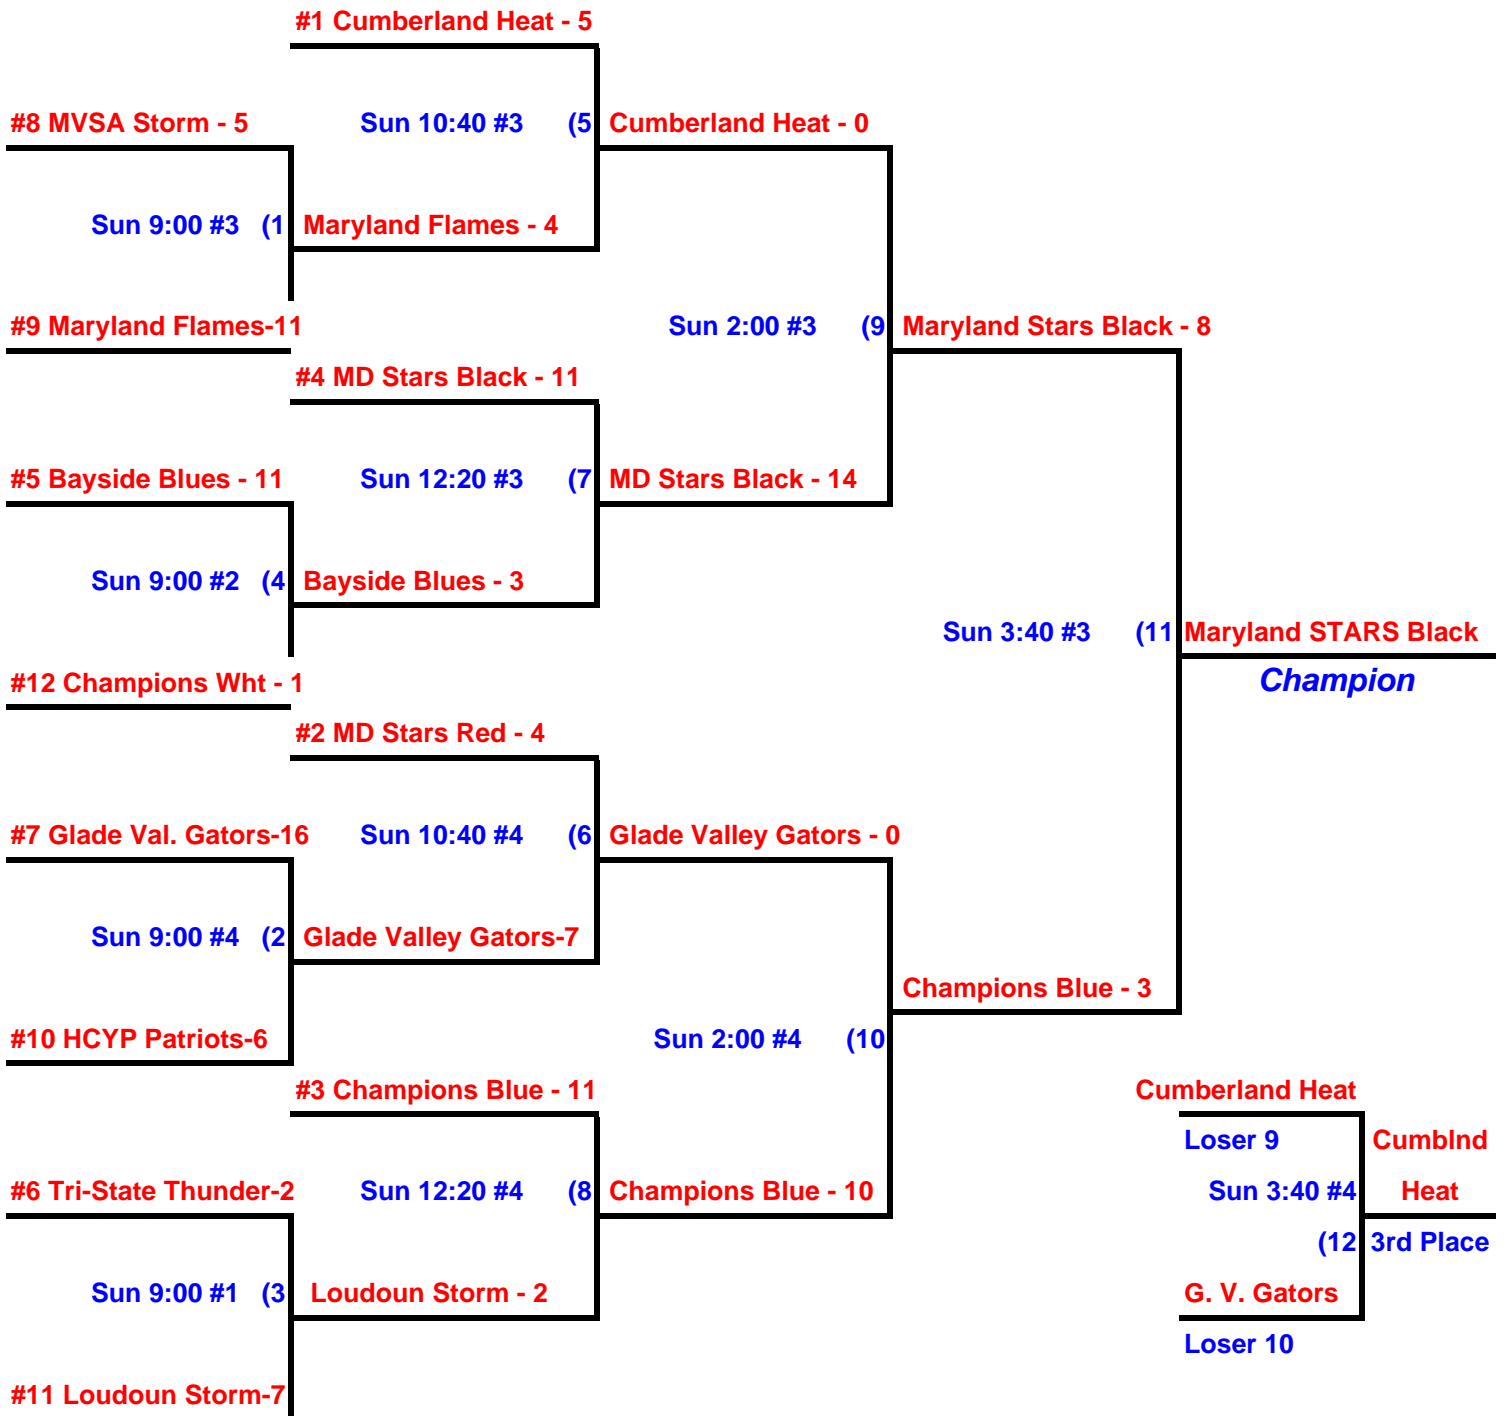 #1 Cumberland Heat - 5
#8 MVSA Storm - 5
Sun 10:40 #3 (5
Cumberland Heat - 0
Sun 9:00 #3 (1
Maryland Flames - 4
#9 Maryland Flames-11
Sun 2:00 #3 (9
Maryland Stars Black - 8
#4 MD Stars Black - 11
#5 Bayside Blues - 11
Sun 12:20 #3 (7
MD Stars Black - 14
Sun 9:00 #2 (4
Bayside Blues - 3
Sun 3:40 #3 (11
Maryland STARS Black
Champion
#12 Champions Wht - 1
#2 MD Stars Red - 4
#7 Glade Val. Gators-16
Sun 10:40 #4 (6
Glade Valley Gators - 0
Sun 9:00 #4 (2
Glade Valley Gators-7
Champions Blue - 3
#10 HCYP Patriots-6
Sun 2:00 #4 (10
#3 Champions Blue - 11
Cumberland Heat
Loser 9
Cumblnd
#6 Tri-State Thunder-2
Sun 12:20 #4 (8
Champions Blue - 10
Sun 3:40 #4
Heat
(12
3rd Place
Sun 9:00 #1 (3
Loudoun Storm - 2
G. V. Gators
Loser 10
#11 Loudoun Storm-7